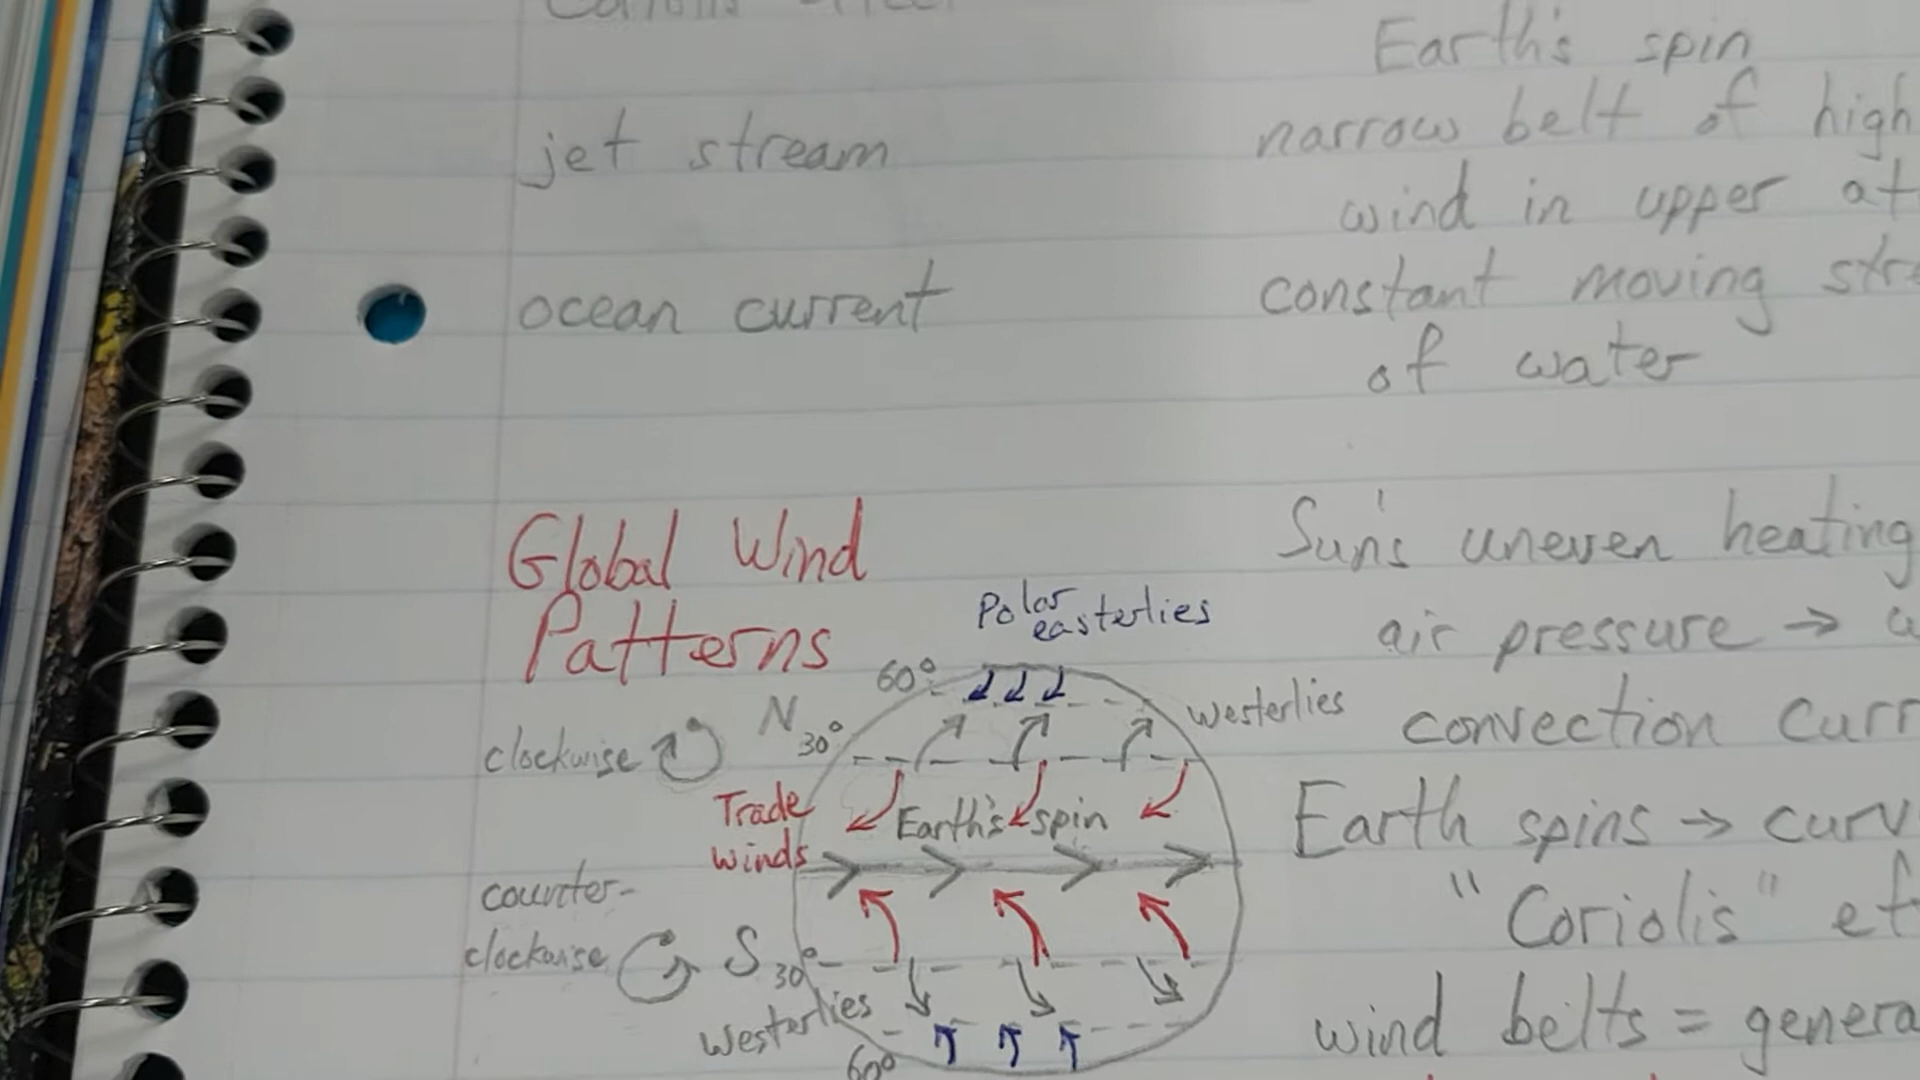 Earth's spin
jet stream
narrow belt of high
wind in upper at
ocean current
constant moving str
of water
Global Wind
Patterns
Sun's uneven heating
air pressure →
convection curr
Earth spins → curv
"Coriolis" ef
wind belts = genera
Polar
easterlies
60°
Westerlies
N
30°
clockwise
Trade
winds
Earth's spin
counter-
clockwise
S
30°
Westerlies
60°